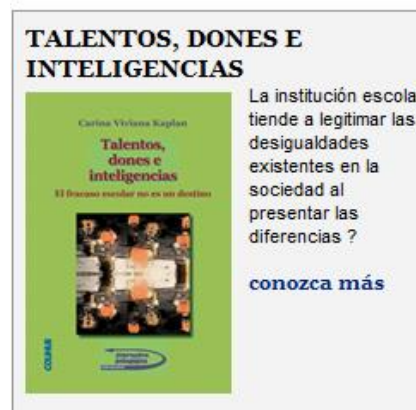 TALENTOS, DONES E
INTELIGENCIAS
Carina Viviana Kaplan
Talentos,
dones e
inteligencias
El fracaso escolar no es un destino
COLIHUE
La institución escola
tiende a legitimar las
desigualdades
existentes en la
sociedad al
presentar las
diferencias ?
conozca más